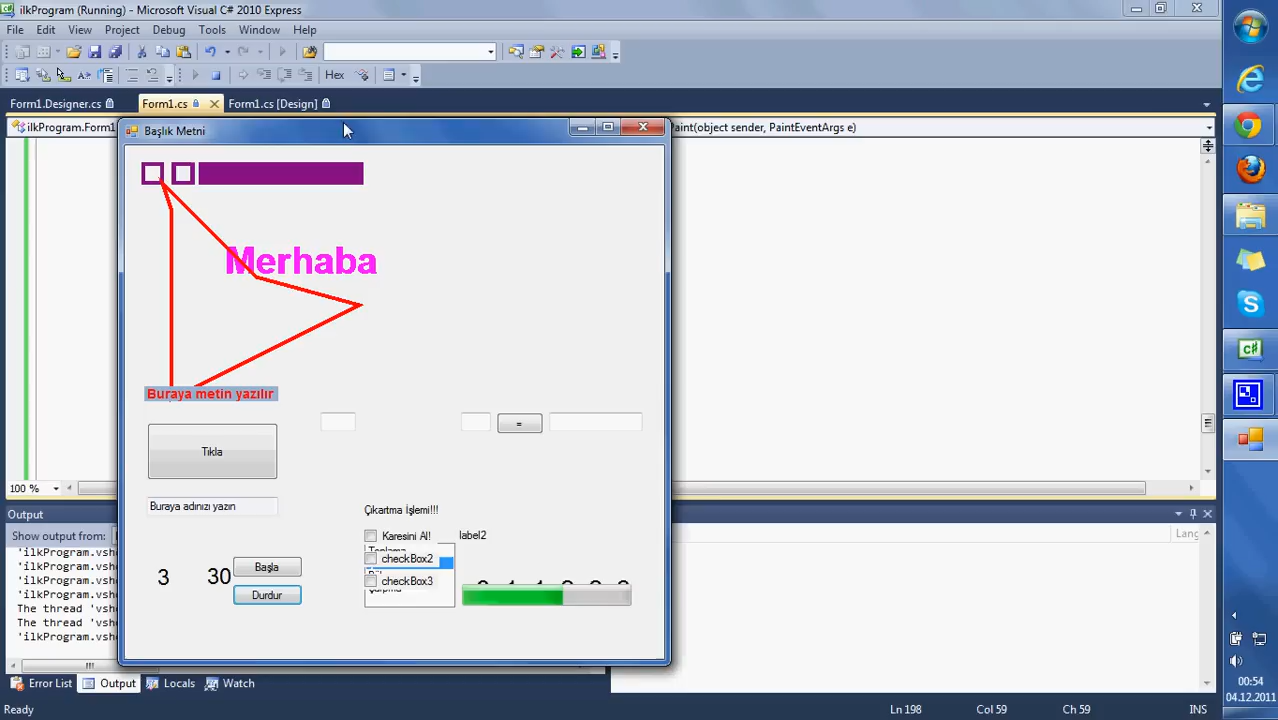 ilkProgram (Running) - Microsoft Visual C# 2010 Express
File Edit View Project Debug Tools Window Help
Hex
Form1.Designer.cs Form1.cs Form1.cs [Design]
ilkProgram.Form1
Paint(object sender, PaintEventArgs e)
Başlık Metni
Merhaba
Buraya metin yazılır
=
Tıkla
Buraya adınızı yazın
Çıkartma İşlemi!!!
Karesini Al! label2
checkBox2
checkBox3
3 30 Başla
Durdur
100 %
Output
Show output from:
'ilkProgram.vsh
'ilkProgram.vsh
'ilkProgram.vsh
'ilkProgram.vsh
The thread 'vsh
The thread 'vsh
'ilkProgram.vsh
Error List Output Locals Watch
Ready Ln 198 Col 59 Ch 59 INS
00:54
04.12.2011